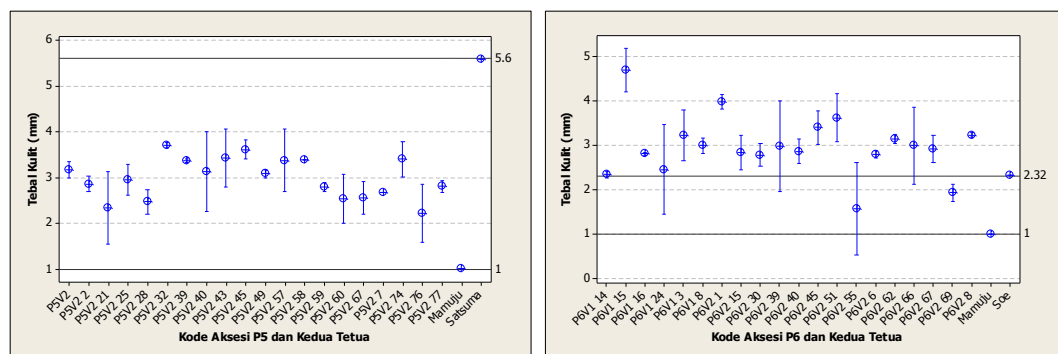 6
5
4
3
2
1
Tebal Kulit (mm)
5.6
1
P5V2
P5V2 2
P5V2 21
P5V2 25
P5V2 28
P5V2 32
P5V2 39
P5V2 40
P5V2 43
P5V2 45
P5V2 49
P5V2 57
P5V2 58
P5V2 59
P5V2 60
P5V2 67
P5V2 7
P5V2 74
P5V2 76
P5V2 77
Mamuju
Satsuma
Kode Aksesi P5 dan Kedua Tetua
5
4
3
2
1
0
Tebal Kulit (mm)
2.32
1
P6V1 14
P6V1 15
P6V1 16
P6V1 24
P6V1 3
P6V1 8
P6V2 1
P6V2 15
P6V2 30
P6V2 39
P6V2 40
P6V2 45
P6V2 51
P6V2 55
P6V2 6
P6V2 62
P6V2 66
P6V2 67
P6V2 69
P6V2 8
Mamuju
Soe
Kode Aksesi P6 dan Kedua Tetua